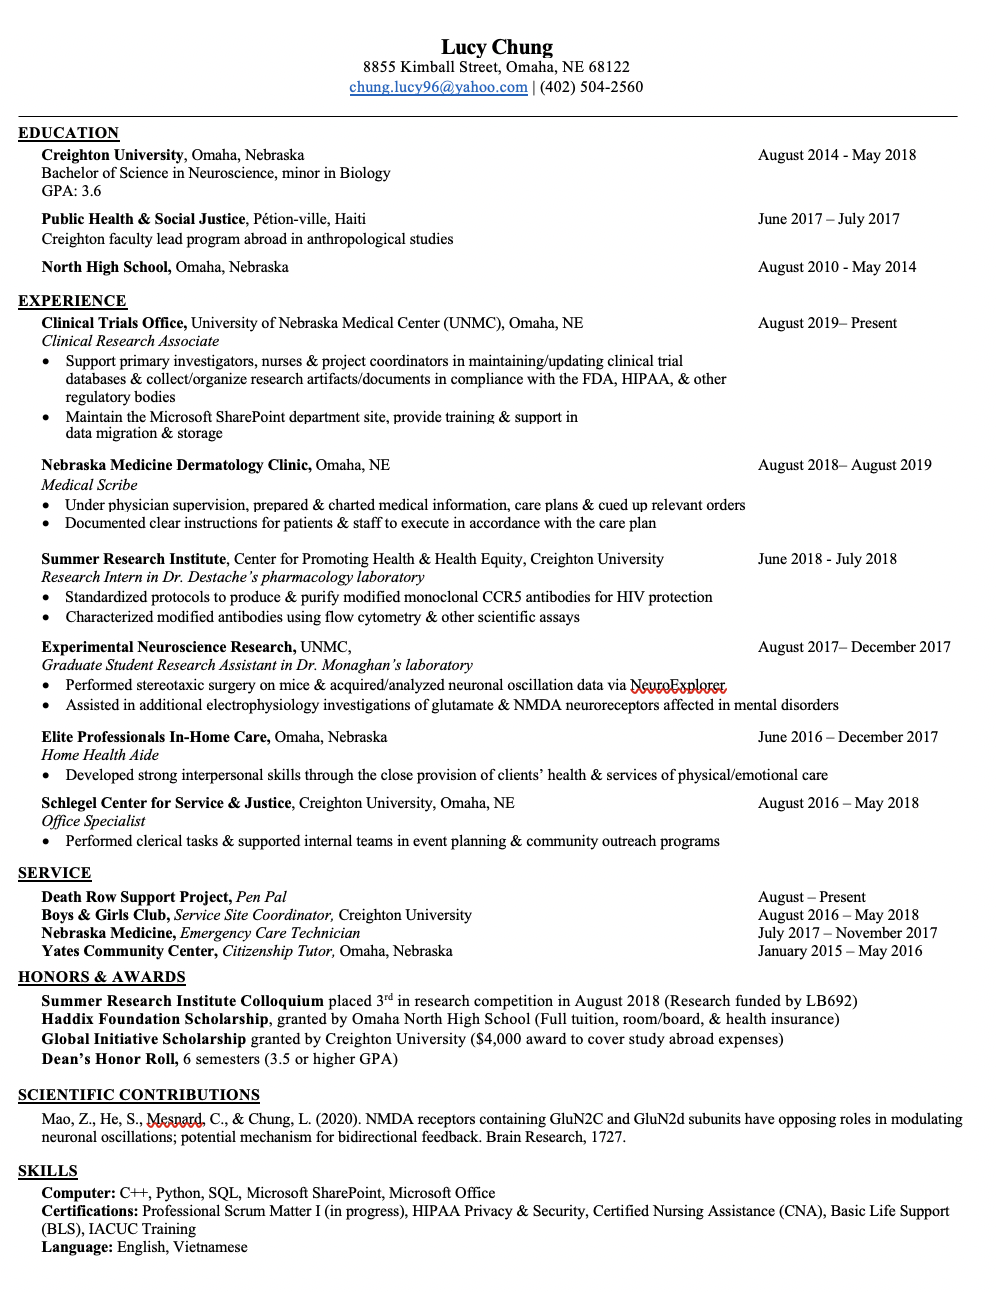 Lucy Chung
8855 Kimball Street, Omaha, NE 68122
chung.lucy96@yahoo.com | (402) 504-2560
EDUCATION
Creighton University, Omaha, Nebraska August 2014 - May 2018
Bachelor of Science in Neuroscience, minor in Biology
GPA: 3.6
Public Health & Social Justice, Pétion-ville, Haiti June 2017 – July 2017
Creighton faculty lead program abroad in anthropological studies
North High School, Omaha, Nebraska August 2010 - May 2014
EXPERIENCE
Clinical Trials Office, University of Nebraska Medical Center (UNMC), Omaha, NE August 2019– Present
Clinical Research Associate
• Support primary investigators, nurses & project coordinators in maintaining/updating clinical trial
databases & collect/organize research artifacts/documents in compliance with the FDA, HIPAA, & other
regulatory bodies
• Maintain the Microsoft SharePoint department site, provide training & support in
data migration & storage
Nebraska Medicine Dermatology Clinic, Omaha, NE August 2018– August 2019
Medical Scribe
• Under physician supervision, prepared & charted medical information, care plans & cued up relevant orders
• Documented clear instructions for patients & staff to execute in accordance with the care plan
Summer Research Institute, Center for Promoting Health & Health Equity, Creighton University June 2018 - July 2018
Research Intern in Dr. Destache’s pharmacology laboratory
• Standardized protocols to produce & purify modified monoclonal CCR5 antibodies for HIV protection
• Characterized modified antibodies using flow cytometry & other scientific assays
Experimental Neuroscience Research, UNMC, August 2017– December 2017
Graduate Student Research Assistant in Dr. Monaghan’s laboratory
• Performed stereotaxic surgery on mice & acquired/analyzed neuronal oscillation data via NeuroExplorer
• Assisted in additional electrophysiology investigations of glutamate & NMDA neuroreceptors affected in mental disorders
Elite Professionals In-Home Care, Omaha, Nebraska June 2016 – December 2017
Home Health Aide
• Developed strong interpersonal skills through the close provision of clients’ health & services of physical/emotional care
Schlegel Center for Service & Justice, Creighton University, Omaha, NE August 2016 – May 2018
Office Specialist
• Performed clerical tasks & supported internal teams in event planning & community outreach programs
SERVICE
Death Row Support Project, Pen Pal August – Present
Boys & Girls Club, Service Site Coordinator, Creighton University August 2016 – May 2018
Nebraska Medicine, Emergency Care Technician July 2017 – November 2017
Yates Community Center, Citizenship Tutor, Omaha, Nebraska January 2015 – May 2016
HONORS & AWARDS
Summer Research Institute Colloquium placed 3rd in research competition in August 2018 (Research funded by LB692)
Haddix Foundation Scholarship, granted by Omaha North High School (Full tuition, room/board, & health insurance)
Global Initiative Scholarship granted by Creighton University ($4,000 award to cover study abroad expenses)
Dean’s Honor Roll, 6 semesters (3.5 or higher GPA)
SCIENTIFIC CONTRIBUTIONS
Mao, Z., He, S., Mesnard, C., & Chung, L. (2020). NMDA receptors containing GluN2C and GluN2d subunits have opposing roles in modulating
neuronal oscillations; potential mechanism for bidirectional feedback. Brain Research, 1727.
SKILLS
Computer: C++, Python, SQL, Microsoft SharePoint, Microsoft Office
Certifications: Professional Scrum Matter I (in progress), HIPAA Privacy & Security, Certified Nursing Assistance (CNA), Basic Life Support
(BLS), IACUC Training
Language: English, Vietnamese